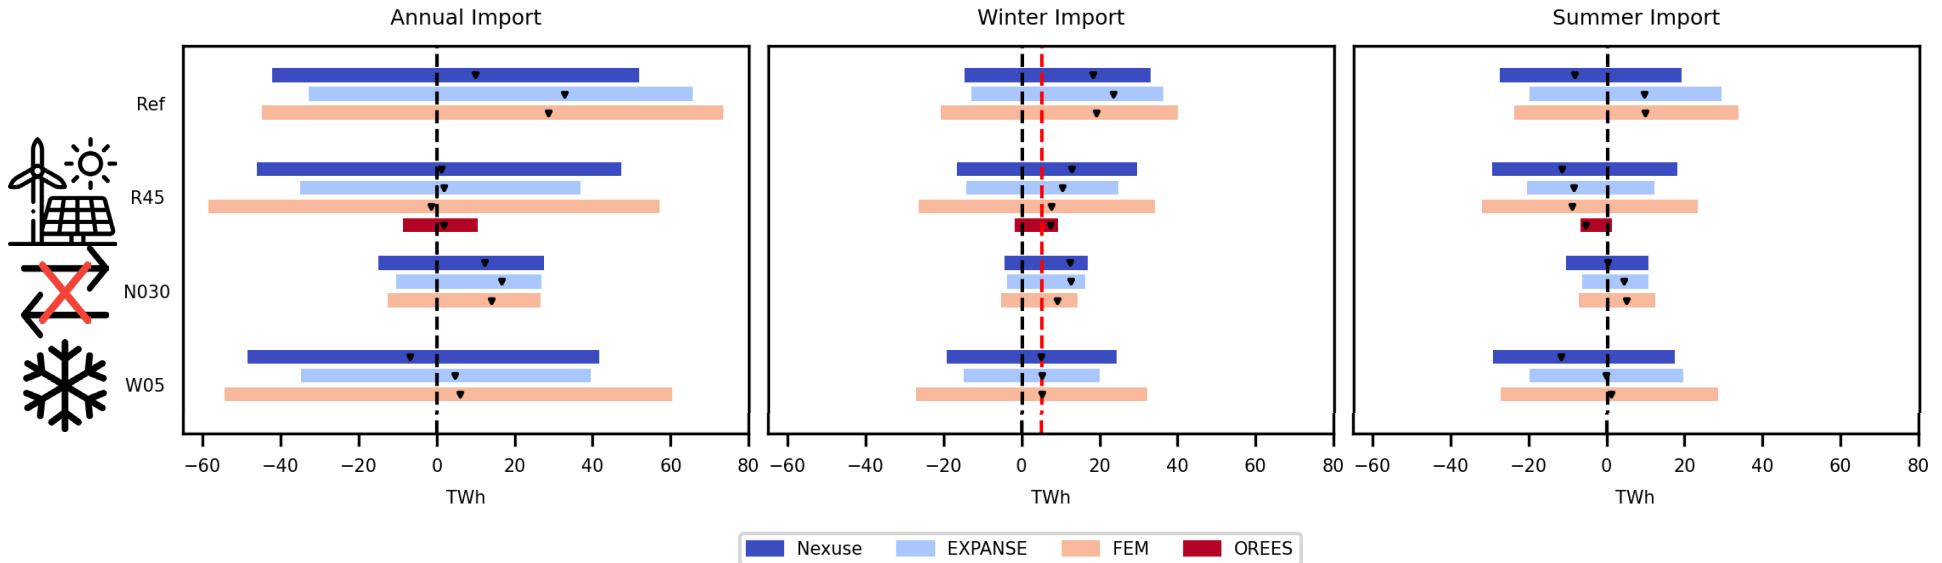 Annual Import
Winter Import
Summer Import
Ref
R45
N030
W05
−60 −40 −20 0 20 40 60 80
−60 −40 −20 0 20 40 60 80
−60 −40 −20 0 20 40 60 80
TWh
TWh
TWh
Nexuse EXPANSE FEM OREES